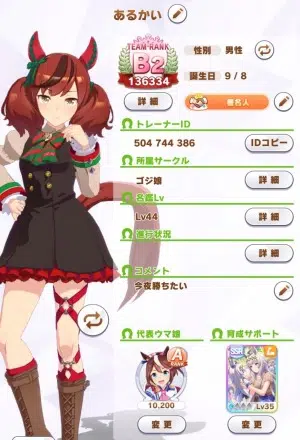 あるかい
TEAM RANK
B2
136334
性別 男性
誕生日 9/8
詳細
著名人
トレーナーID
504 744 386
IDコピー
所属サークル
ゴジ娘
詳細
名鑑Lv
Lv44
詳細
進行状況
詳細
コメント
今夜勝ちたい
代表ウマ娘
育成サポート
A
10,200
SSR
Lv35
変更
変更